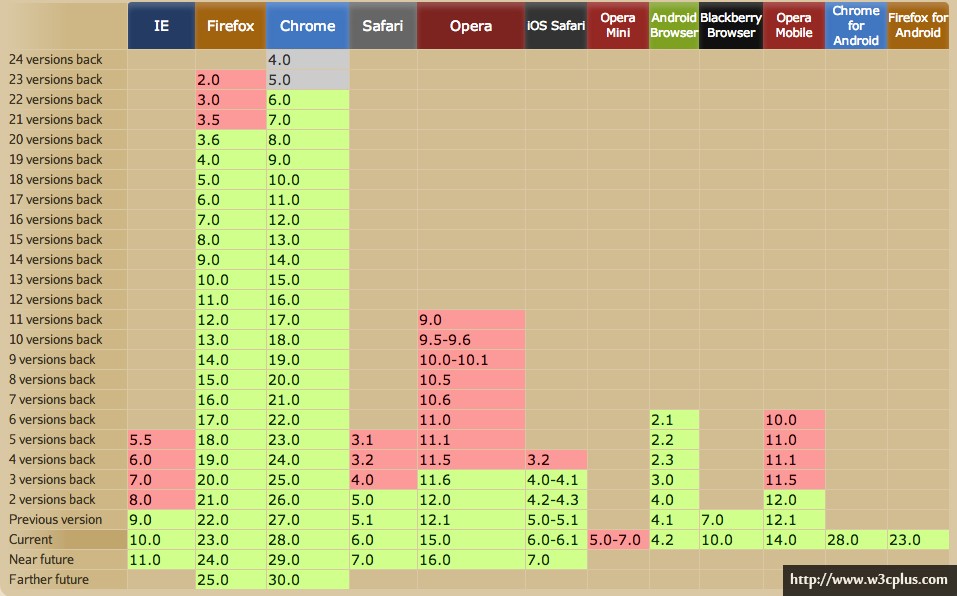 IE Firefox Chrome Safari Opera iOS Safari Opera Mini Android Browser Blackberry Browser Opera Mobile Chrome for Android Firefox for Android
24 versions back 4.0
23 versions back 2.0 5.0
22 versions back 3.0 6.0
21 versions back 3.5 7.0
20 versions back 3.6 8.0
19 versions back 4.0 9.0
18 versions back 5.0 10.0
17 versions back 6.0 11.0
16 versions back 7.0 12.0
15 versions back 8.0 13.0
14 versions back 9.0 14.0
13 versions back 10.0 15.0
12 versions back 11.0 16.0
11 versions back 12.0 17.0 9.0
10 versions back 13.0 18.0 9.5-9.6
9 versions back 14.0 19.0 10.0-10.1
8 versions back 15.0 20.0 10.5
7 versions back 16.0 21.0 10.6
6 versions back 17.0 22.0 11.0 2.1 10.0
5 versions back 5.5 18.0 23.0 3.1 11.1 2.2 11.0
4 versions back 6.0 19.0 24.0 3.2 11.5 3.2 2.3 11.1
3 versions back 7.0 20.0 25.0 4.0 11.6 4.0-4.1 3.0 11.5
2 versions back 8.0 21.0 26.0 5.0 12.0 4.2-4.3 4.0 12.0
Previous version 9.0 22.0 27.0 5.1 12.1 5.0-5.1 4.1 7.0 12.1
Current 10.0 23.0 28.0 6.0 15.0 6.0-6.1 5.0-7.0 4.2 10.0 14.0 28.0 23.0
Near future 11.0 24.0 29.0 7.0 16.0 7.0
Farther future 25.0 30.0
http://www.w3cplus.com